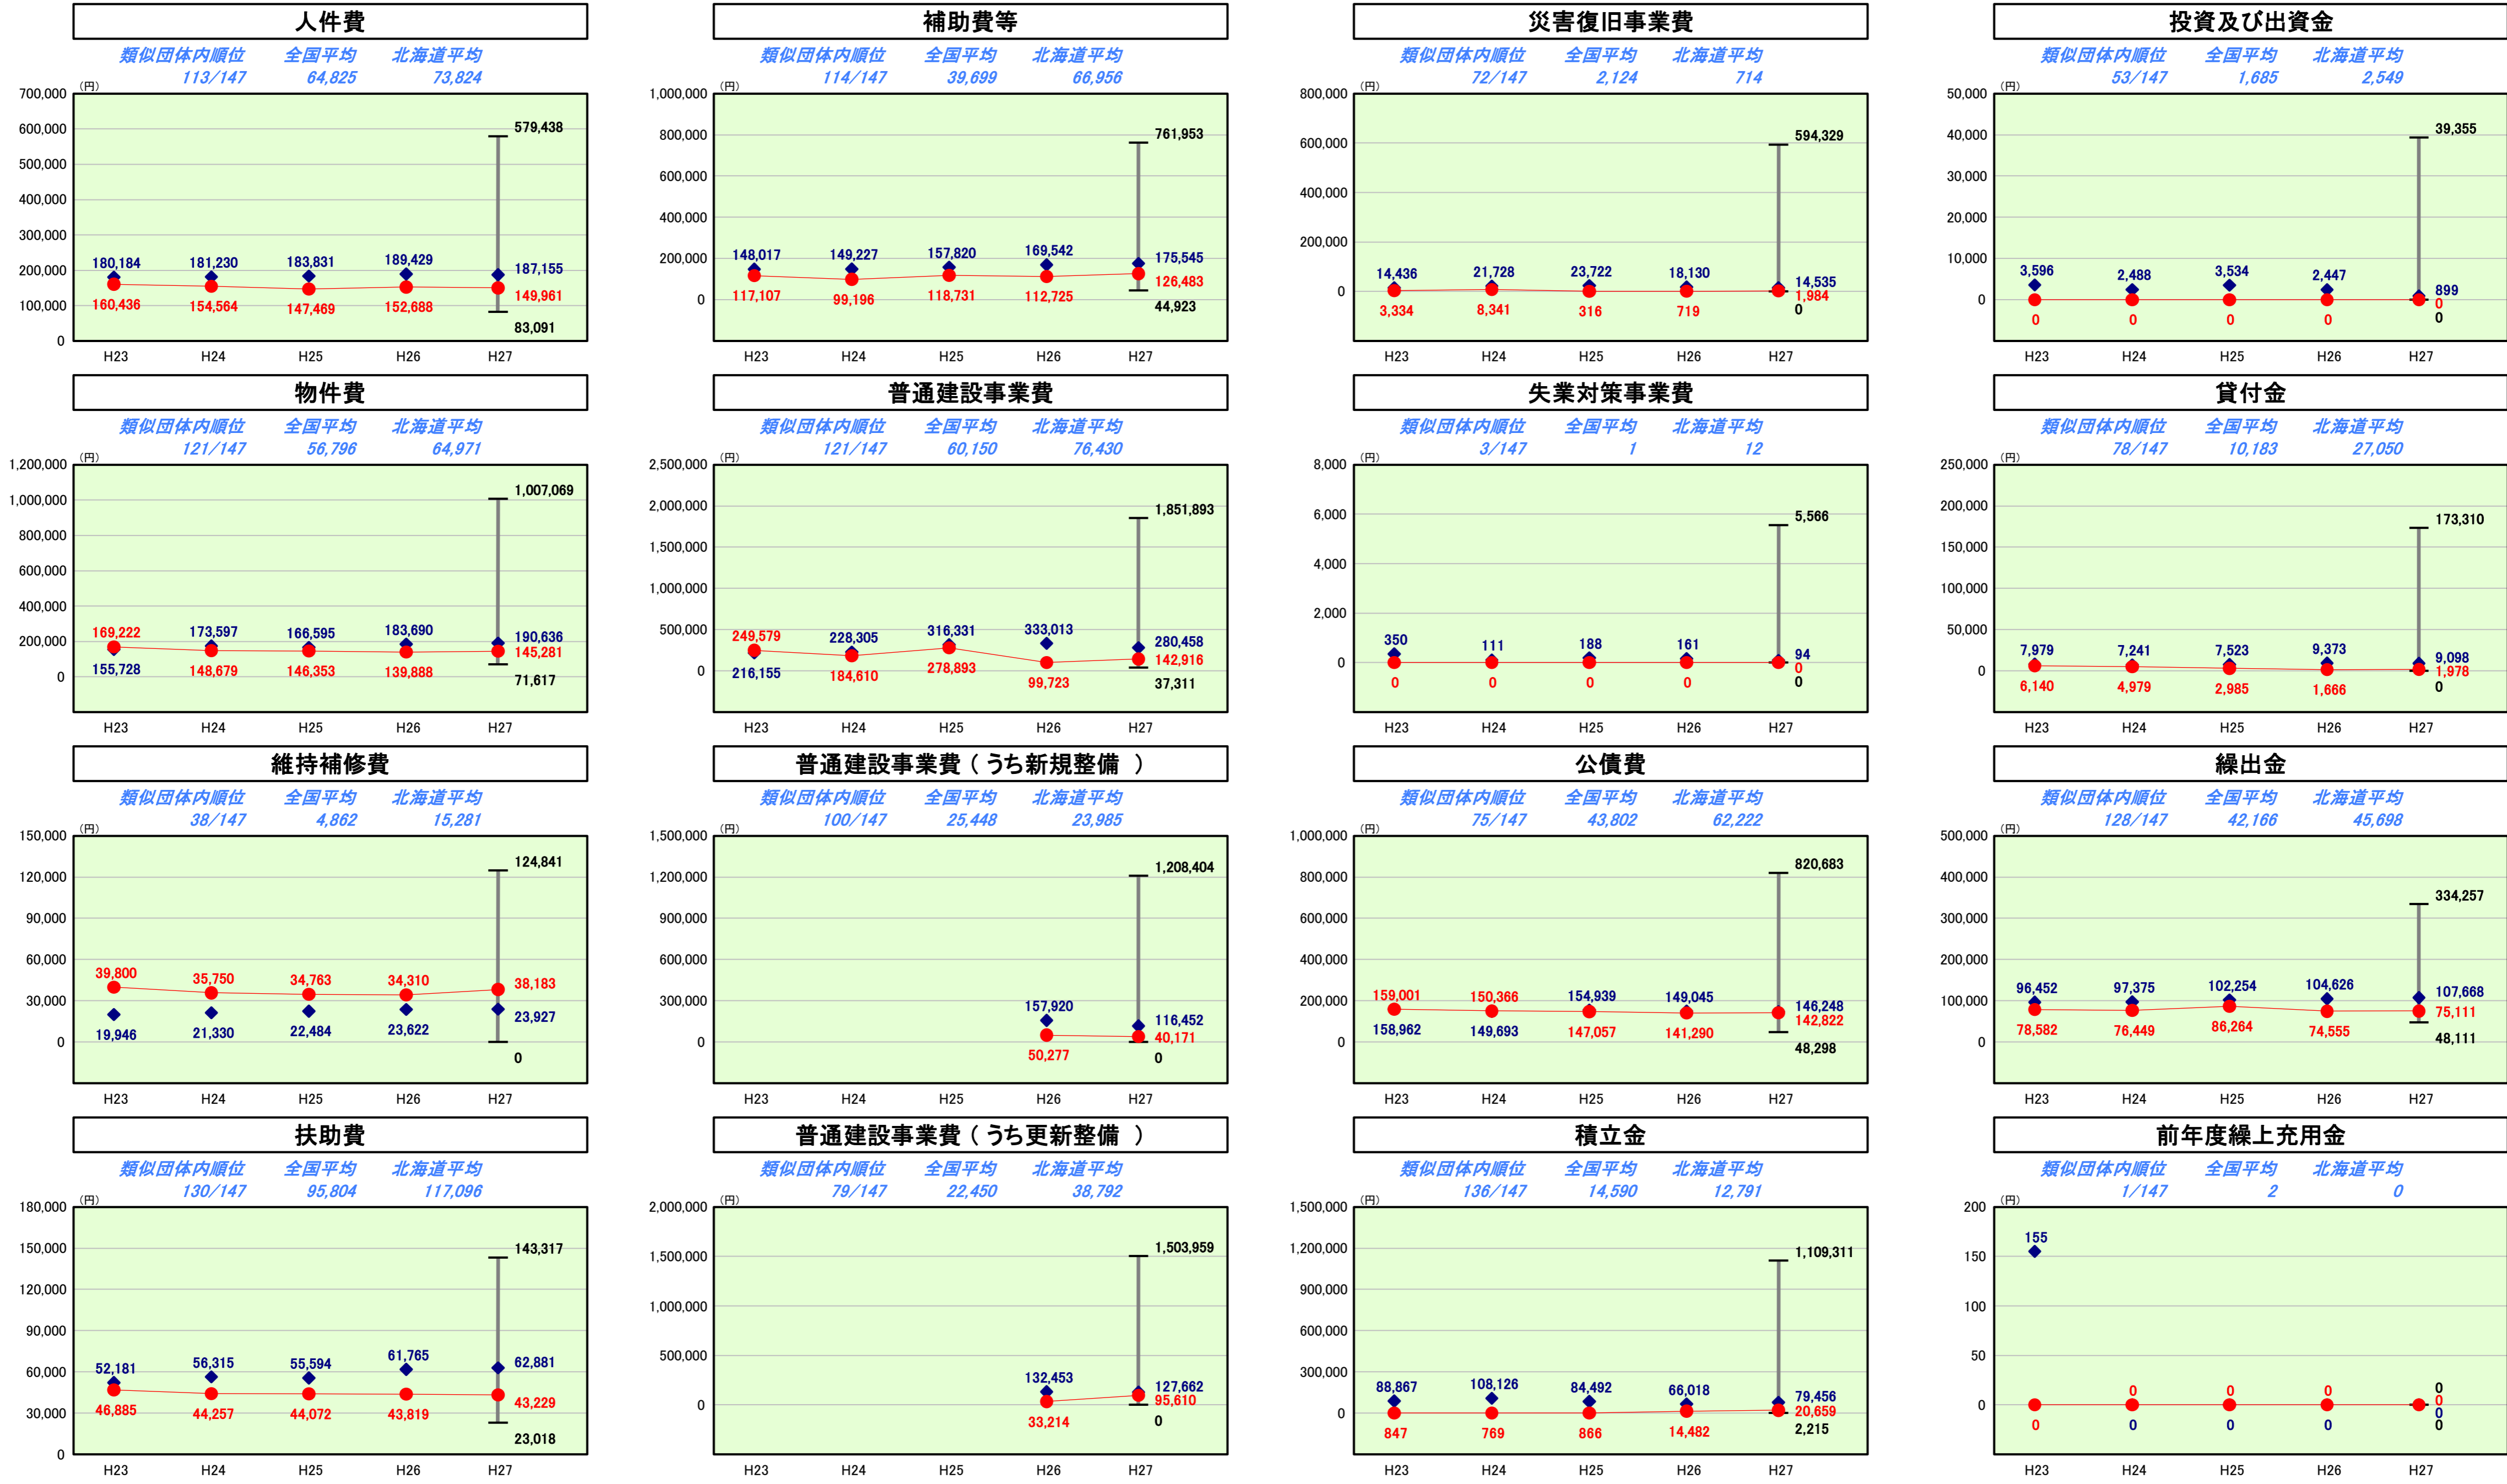 人件費
類似団体内順位 全国平均 北海道平均
113/147 64,825 73,824
(円)
700,000
600,000
500,000
400,000
300,000
200,000
100,000
0
579,438
180,184 181,230 183,831 189,429 187,155
160,436 154,564 147,469 152,688 149,961
83,091
H23 H24 H25 H26 H27
補助費等
類似団体内順位 全国平均 北海道平均
114/147 39,699 66,956
(円)
1,000,000
800,000
600,000
400,000
200,000
0
761,953
148,017 149,227 157,820 169,542 175,545
117,107 99,196 118,731 112,725 126,483
44,923
H23 H24 H25 H26 H27
災害復旧事業費
類似団体内順位 全国平均 北海道平均
72/147 2,124 714
(円)
800,000
600,000
400,000
200,000
0
594,329
14,436 21,728 23,722 18,130 14,535
3,334 8,341 316 719 1,984
0
H23 H24 H25 H26 H27
投資及び出資金
類似団体内順位 全国平均 北海道平均
53/147 1,685 2,549
(円)
50,000
40,000
30,000
20,000
10,000
0
39,355
3,596 2,488 3,534 2,447 899
0 0 0 0 0
0
H23 H24 H25 H26 H27
物件費
類似団体内順位 全国平均 北海道平均
121/147 56,796 64,971
(円)
1,200,000
1,000,000
800,000
600,000
400,000
200,000
0
1,007,069
169,222 173,597 166,595 183,690 190,636
155,728 148,679 146,353 139,888 145,281
71,617
H23 H24 H25 H26 H27
普通建設事業費
類似団体内順位 全国平均 北海道平均
121/147 60,150 76,430
(円)
2,500,000
2,000,000
1,500,000
1,000,000
500,000
0
1,851,893
249,579 228,305 316,331 333,013 280,458
216,155 184,610 278,893 99,723 142,916
37,311
H23 H24 H25 H26 H27
失業対策事業費
類似団体内順位 全国平均 北海道平均
3/147 1 12
(円)
8,000
6,000
4,000
2,000
0
5,566
350 111 188 161 94
0 0 0 0 0
0
H23 H24 H25 H26 H27
貸付金
類似団体内順位 全国平均 北海道平均
78/147 10,183 27,050
(円)
250,000
200,000
150,000
100,000
50,000
0
173,310
7,979 7,241 7,523 9,373 9,098
6,140 4,979 2,985 1,666 1,978
0
H23 H24 H25 H26 H27
維持補修費
類似団体内順位 全国平均 北海道平均
38/147 4,862 15,281
(円)
150,000
120,000
90,000
60,000
30,000
0
124,841
39,800 35,750 34,763 34,310 38,183
19,946 21,330 22,484 23,622 23,927
0
H23 H24 H25 H26 H27
普通建設事業費 ( うち新規整備 )
類似団体内順位 全国平均 北海道平均
100/147 25,448 23,985
(円)
1,500,000
1,200,000
900,000
600,000
300,000
0
1,208,404
157,920 116,452
50,277 40,171
0
H23 H24 H25 H26 H27
公債費
類似団体内順位 全国平均 北海道平均
75/147 43,802 62,222
(円)
1,000,000
800,000
600,000
400,000
200,000
0
820,683
159,001 150,366 154,939 149,045 146,248
158,962 149,693 147,057 141,290 142,822
48,298
H23 H24 H25 H26 H27
繰出金
類似団体内順位 全国平均 北海道平均
128/147 42,166 45,698
(円)
500,000
400,000
300,000
200,000
100,000
0
334,257
96,452 97,375 102,254 104,626 107,668
78,582 76,449 86,264 74,555 75,111
48,111
H23 H24 H25 H26 H27
扶助費
類似団体内順位 全国平均 北海道平均
130/147 95,804 117,096
(円)
180,000
150,000
120,000
90,000
60,000
30,000
0
143,317
52,181 56,315 55,594 61,765 62,881
46,885 44,257 44,072 43,819 43,229
23,018
H23 H24 H25 H26 H27
普通建設事業費 ( うち更新整備 )
類似団体内順位 全国平均 北海道平均
79/147 22,450 38,792
(円)
2,000,000
1,500,000
1,000,000
500,000
0
1,503,959
132,453 127,662
33,214 95,610
0
H23 H24 H25 H26 H27
積立金
類似団体内順位 全国平均 北海道平均
136/147 14,590 12,791
(円)
1,500,000
1,200,000
900,000
600,000
300,000
0
1,109,311
88,867 108,126 84,492 66,018 79,456
847 769 866 14,482 20,659
2,215
H23 H24 H25 H26 H27
前年度繰上充用金
類似団体内順位 全国平均 北海道平均
1/147 2 0
(円)
200
150
100
50
0
155
0 0 0 0
0
0 0 0 0 0
0
H23 H24 H25 H26 H27